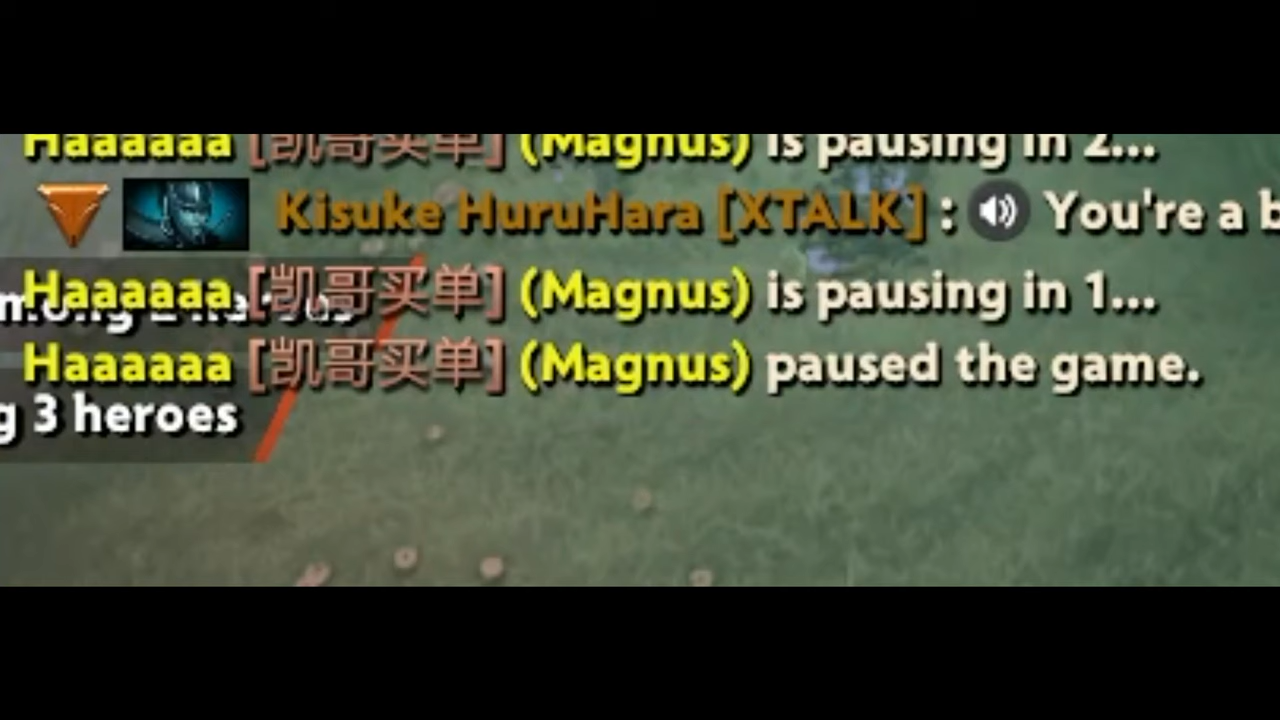 Haaaaaa [凯哥买单] (Magnus) is pausing in 2...
Kisuke HuruHara [XTALK] : You're a b
Haaaaaa [凯哥买单] (Magnus) is pausing in 1...
Haaaaaa [凯哥买单] (Magnus) paused the game.
g 3 heroes